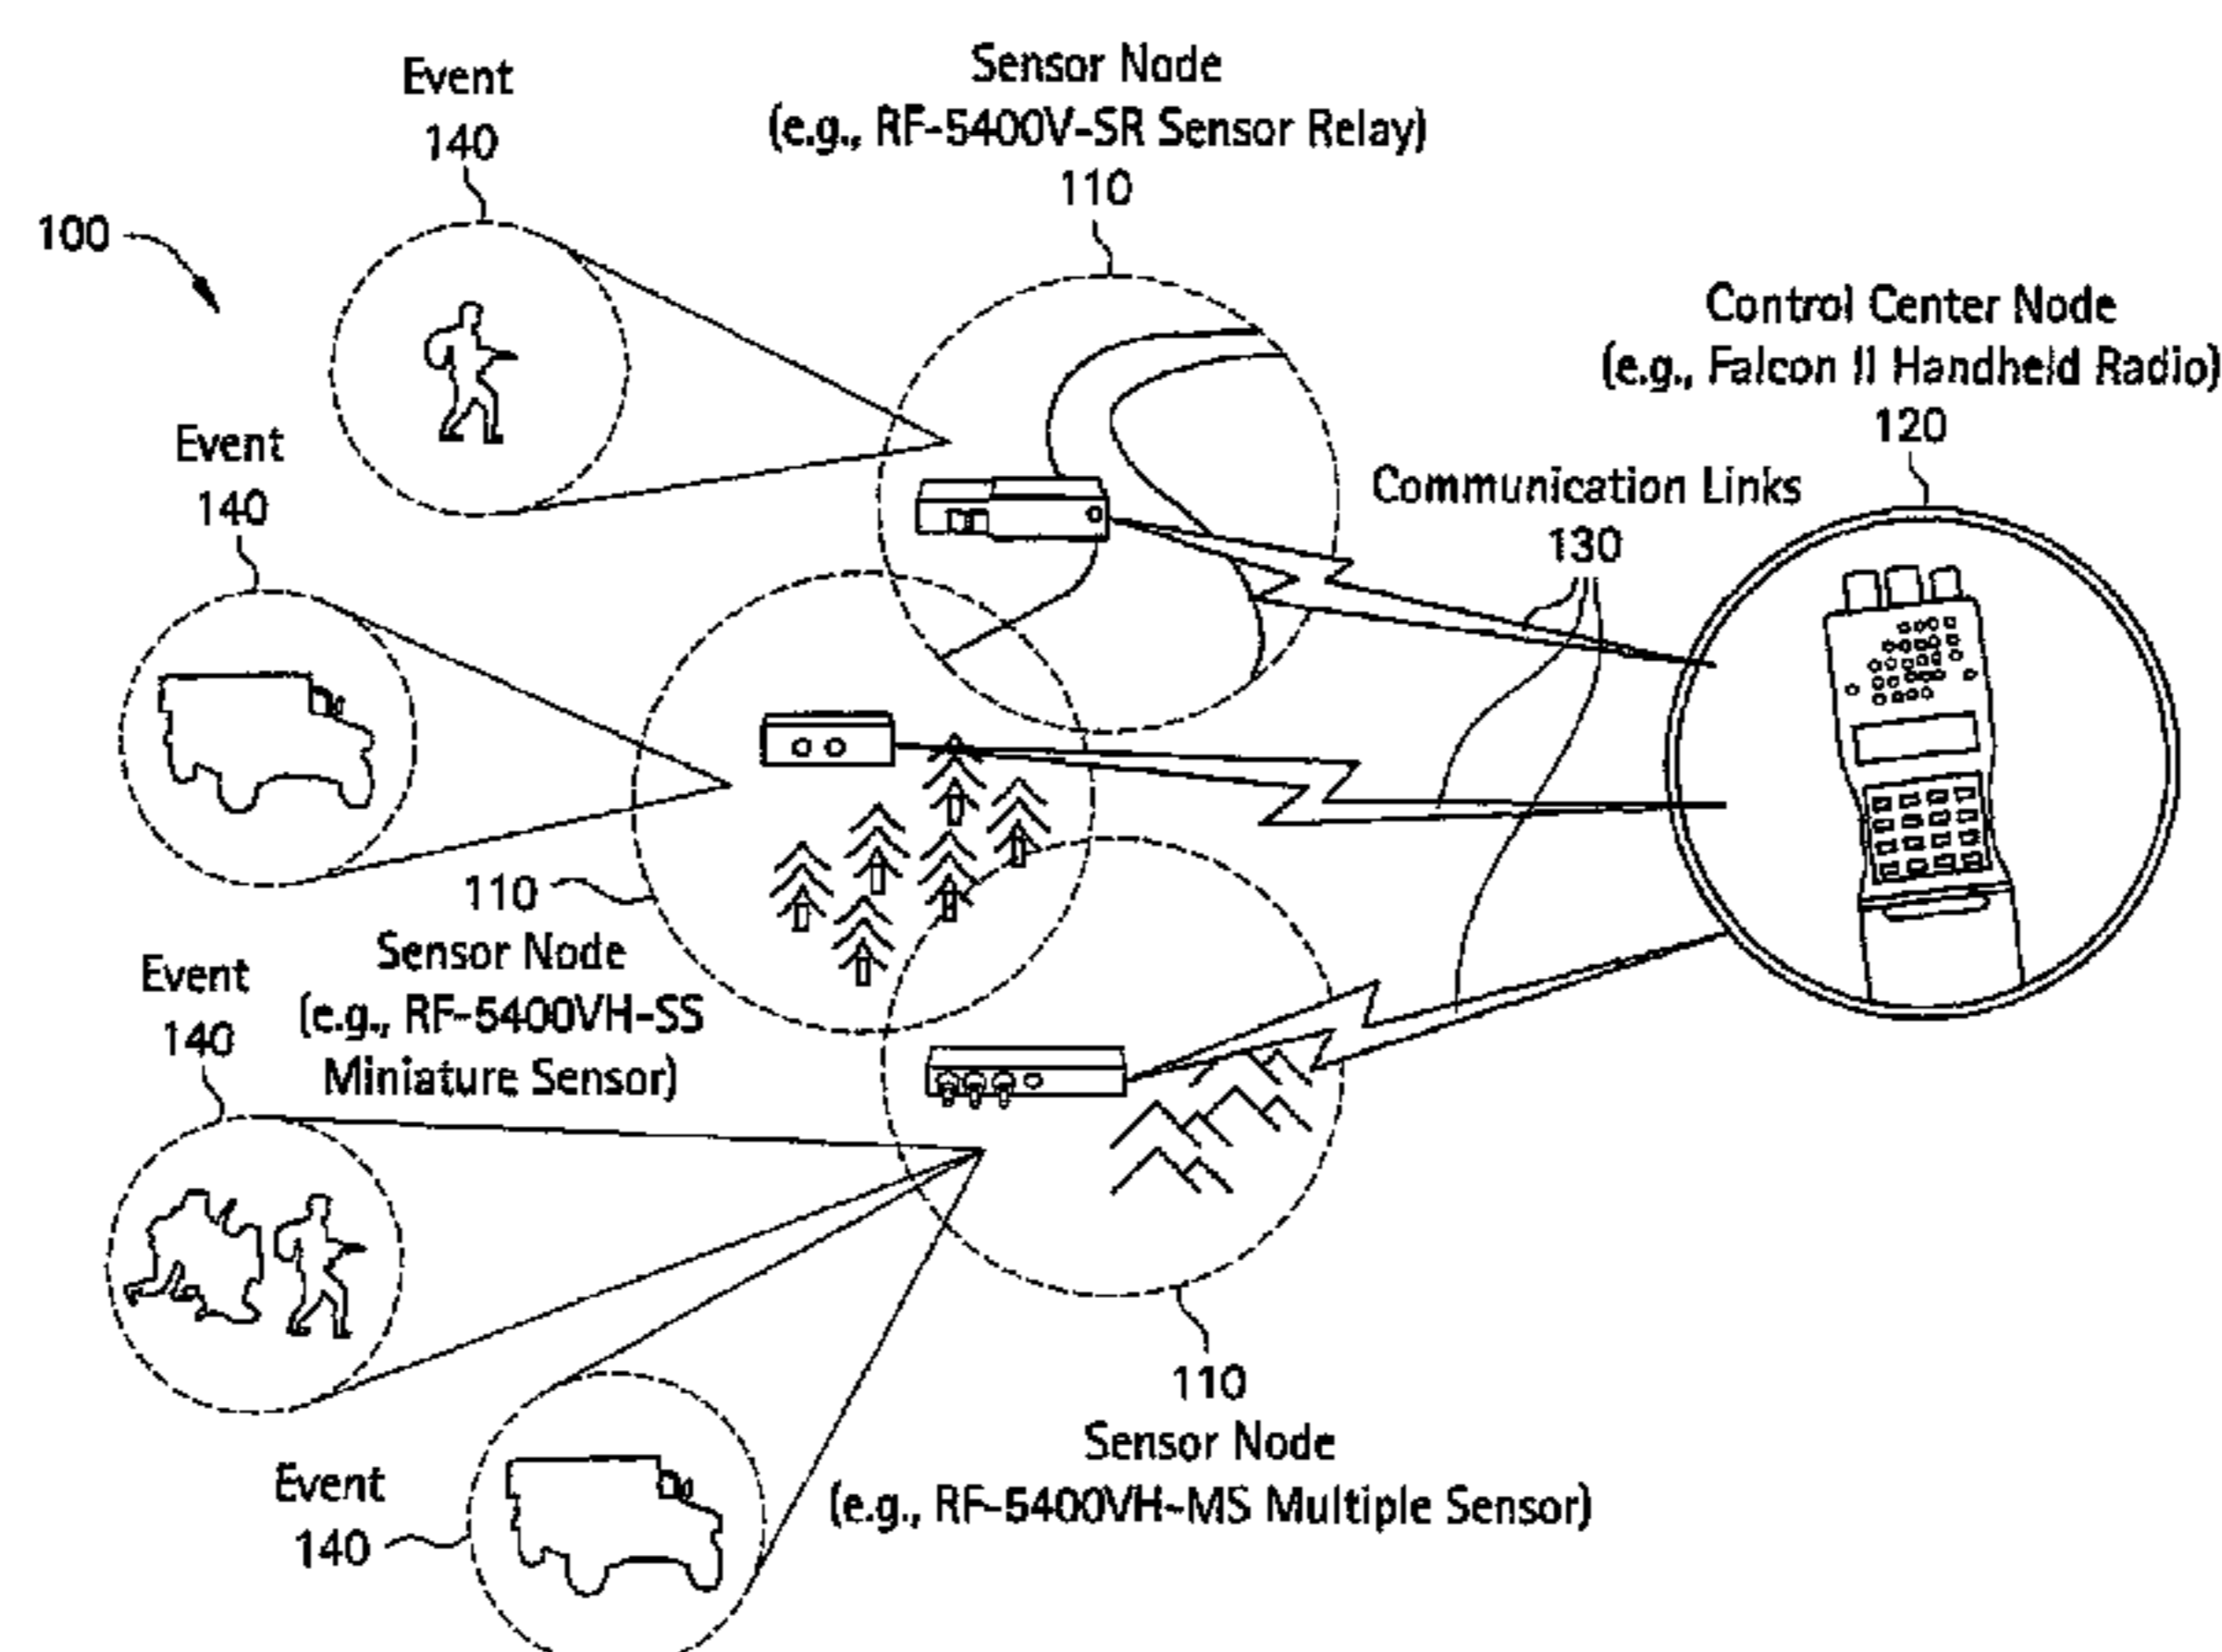 Event
140
Sensor Node
(e.g., RF-5400V-SR Sensor Relay)
110
100
Control Center Node
(e.g., Falcon II Handheld Radio)
120
Event
140
Communication Links
130
110
Sensor Node
(e.g., RF-5400VH-SS
Miniature Sensor)
Event
140
110
Sensor Node
(e.g., RF-5400VH-MS Multiple Sensor)
Event
140